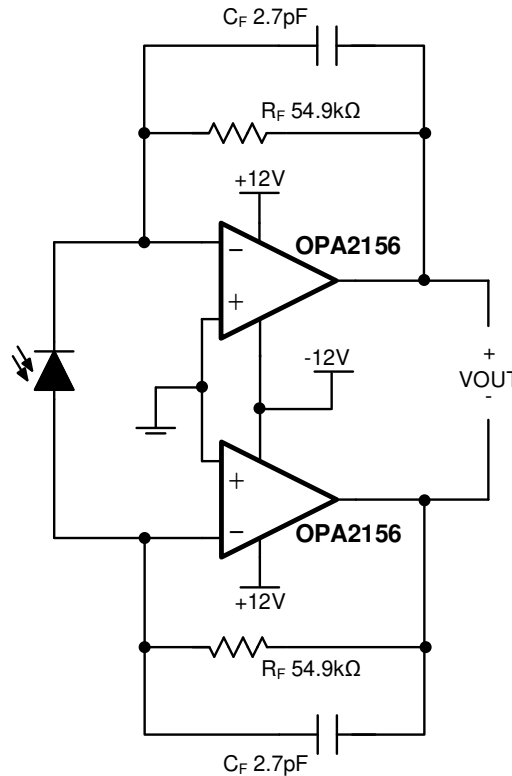 CF 2.7pF
RF 54.9kΩ
+12V
OPA2156
−
+
-12V
+
VOUT
-
+
−
OPA2156
+12V
RF 54.9kΩ
CF 2.7pF